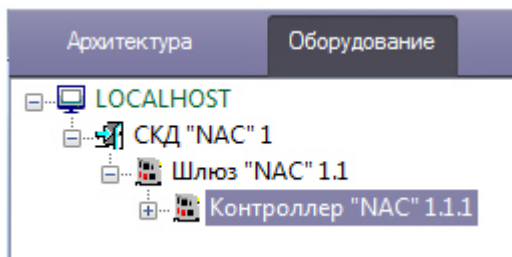 Архитектура Оборудование
LOCALHOST
СКД "NAC" 1
Шлюз "NAC" 1.1
Контроллер "NAC" 1.1.1